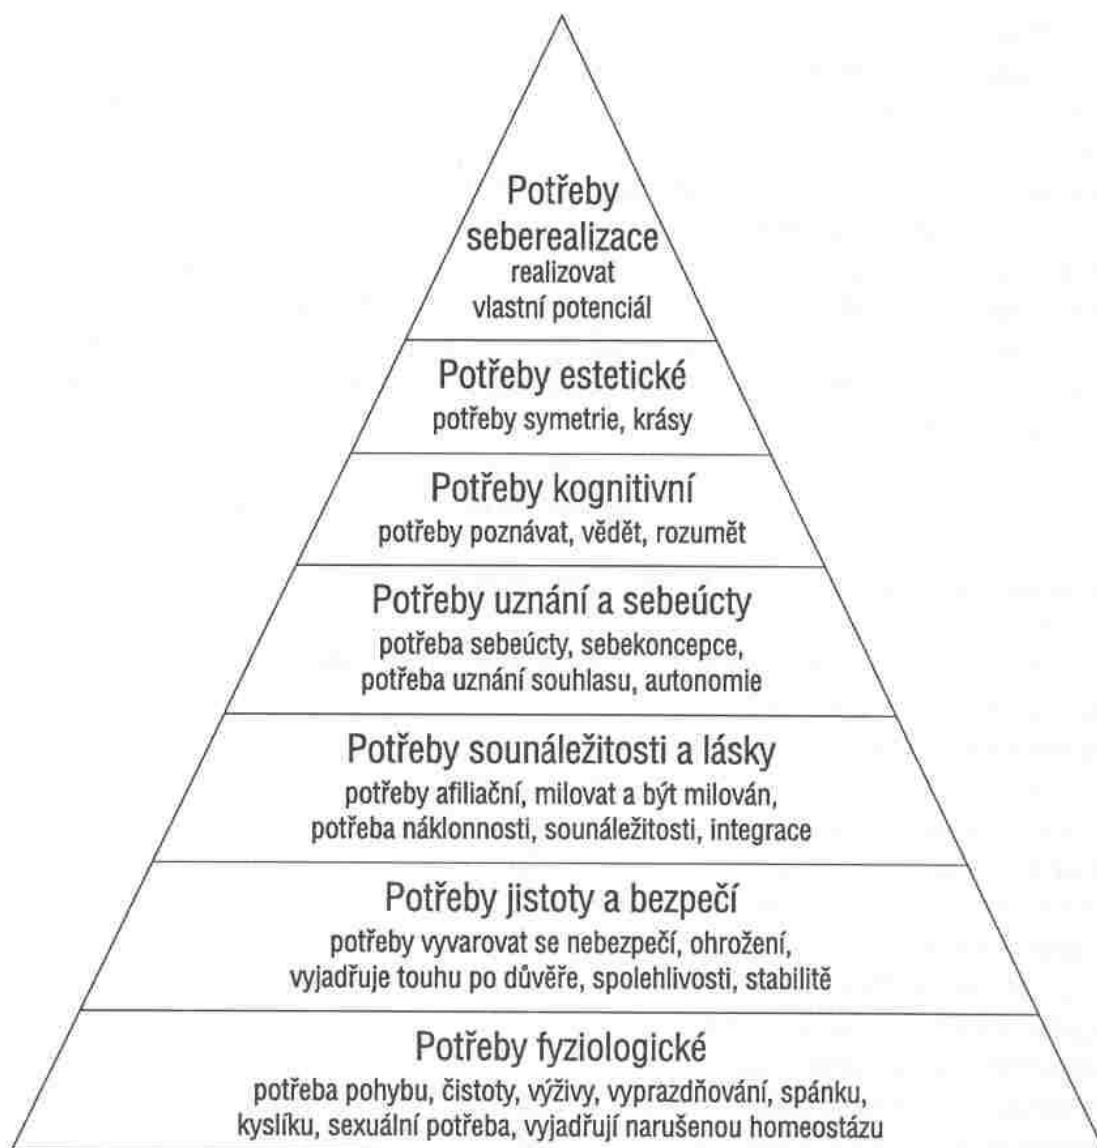 Potřeby
seberealizace
realizovat
vlastní potenciál
Potřeby estetické
potřeby symetrie, krásy
Potřeby kognitivní
potřeby poznávat, vědět, rozumět
Potřeby uznání a sebeúcty
potřeba sebeúcty, sebekoncepce,
potřeba uznání souhlasu, autonomie
Potřeby sounáležitosti a lásky
potřeby afiliační, milovat a být milován,
potřeba náklonnosti, sounáležitosti, integrace
Potřeby jistoty a bezpečí
potřeby vyvarovat se nebezpečí, ohrožení,
vyjadřuje touhu po důvěře, spolehlivosti, stabilitě
Potřeby fyziologické
potřeba pohybu, čistoty, výživy, vyprazdňování, spánku,
kyslíku, sexuální potřeba, vyjadřují narušenou homeostázu